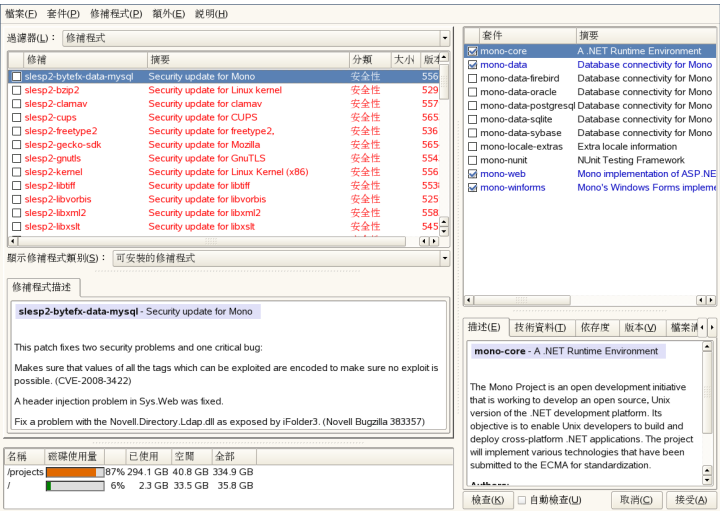 檔案(F) 套件(P) 修補程式(P) 額外(E) 説明(H)
過濾器(L)： 修補程式
修補 摘要 分類 大小 版本
slesp2-bytefx-data-mysql Security update for Mono 安全性 556
slesp2-bzip2 Security update for Linux kernel 安全性 529
slesp2-clamav Security update for clamav 安全性 557
slesp2-cups Security update for CUPS 安全性 565
slesp2-freetype2 Security update for freetype2, 安全性 536
slesp2-gecko-sdk Security update for Mozilla 安全性 565
slesp2-gnutls Security update for GnuTLS 安全性 554
slesp2-kernel Security update for Linux Kernel (x86) 安全性 556
slesp2-libtiff Security update for libtiff 安全性 553
slesp2-libvorbis Security update for libvorbis 安全性 525
slesp2-libxml2 Security update for libxml2 安全性 558
slesp2-libxslt Security update for libxslt 安全性 545
顯示修補程式類別(S)： 可安裝的修補程式
修補程式描述
slesp2-bytefx-data-mysql - Security update for Mono
This patch fixes two security problems and one critical bug:
Makes sure that values of all the tags which can be exploited are encoded to make sure no exploit is
possible. (CVE-2008-3422)
A header injection problem in Sys.Web was fixed.
Fix a problem with the Novell.Directory.Ldap.dll as exposed by iFolder3. (Novell Bugzilla 383357)
名稱 磁碟使用量 已使用 空閒 全部
/projects 87% 294.1 GB 40.8 GB 334.9 GB
/ 6% 2.3 GB 33.5 GB 35.8 GB
套件 摘要
mono-core A .NET Runtime Environment
mono-data Database connectivity for Mono
mono-data-firebird Database connectivity for Mono
mono-data-oracle Database connectivity for Mono
mono-data-postgresql Database connectivity for Mono
mono-data-sqlite Database connectivity for Mono
mono-data-sybase Database connectivity for Mono
mono-locale-extras Extra locale information
mono-nunit NUnit Testing Framework
mono-web Mono implementation of ASP.NE
mono-winforms Mono's Windows Forms impleme
描述(E) 技術資料(T) 依存度 版本(V) 檔案清
mono-core - A .NET Runtime Environment
The Mono Project is an open development initiative
that is working to develop an open source, Unix
version of the .NET development platform. Its
objective is to enable Unix developers to build and
deploy cross-platform .NET applications. The project
will implement various technologies that have been
submitted to the ECMA for standardization.
Authors:
檢查(K) 自動檢查(U) 取消(C) 接受(A)